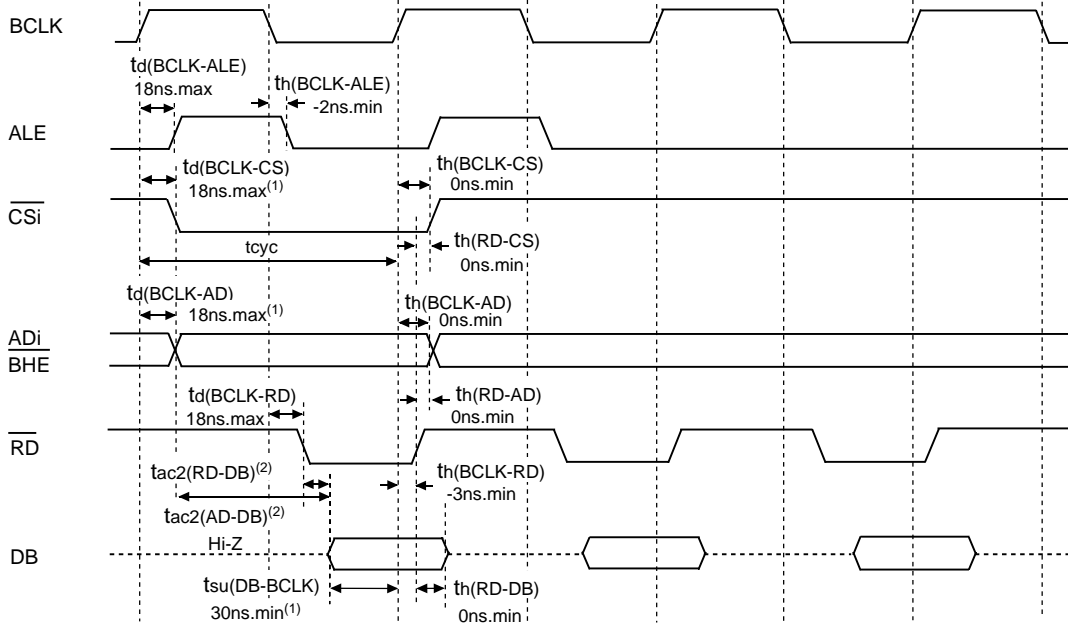 BCLK
td(BCLK-ALE)
18ns.max
th(BCLK-ALE)
-2ns.min
ALE
td(BCLK-CS)
18ns.max(1)
th(BCLK-CS)
0ns.min
CSi
tcyc
th(RD-CS)
0ns.min
td(BCLK-AD)
18ns.max(1)
th(BCLK-AD)
0ns.min
ADi
BHE
td(BCLK-RD)
18ns.max
th(RD-AD)
0ns.min
RD
tac2(RD-DB)(2)
th(BCLK-RD)
-3ns.min
tac2(AD-DB)(2)
Hi-Z
DB
tsu(DB-BCLK)
30ns.min(1)
th(RD-DB)
0ns.min